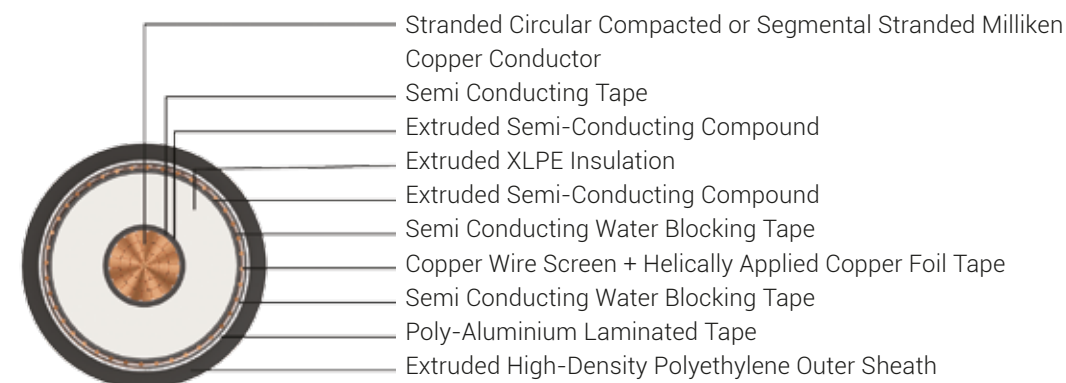 Stranded Circular Compacted or Segmental Stranded Milliken
Copper Conductor
Semi Conducting Tape
Extruded Semi-Conducting Compound
Extruded XLPE Insulation
Extruded Semi-Conducting Compound
Semi Conducting Water Blocking Tape
Copper Wire Screen + Helically Applied Copper Foil Tape
Semi Conducting Water Blocking Tape
Poly-Aluminium Laminated Tape
Extruded High-Density Polyethylene Outer Sheath